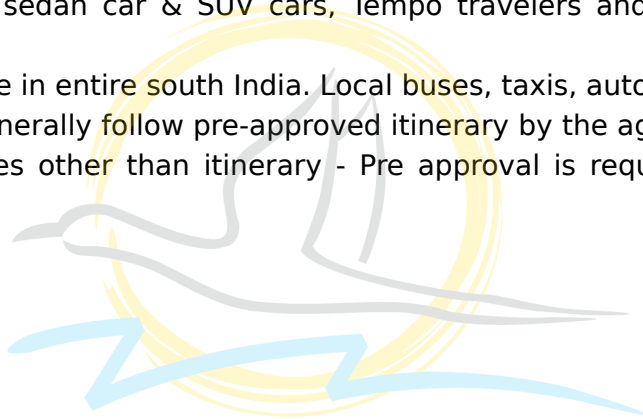 sedan car & SUV cars, Tempo travelers and
e in entire south India. Local buses, taxis, auto
nerally follow pre-approved itinerary by the ag
es other than itinerary - Pre approval is requ